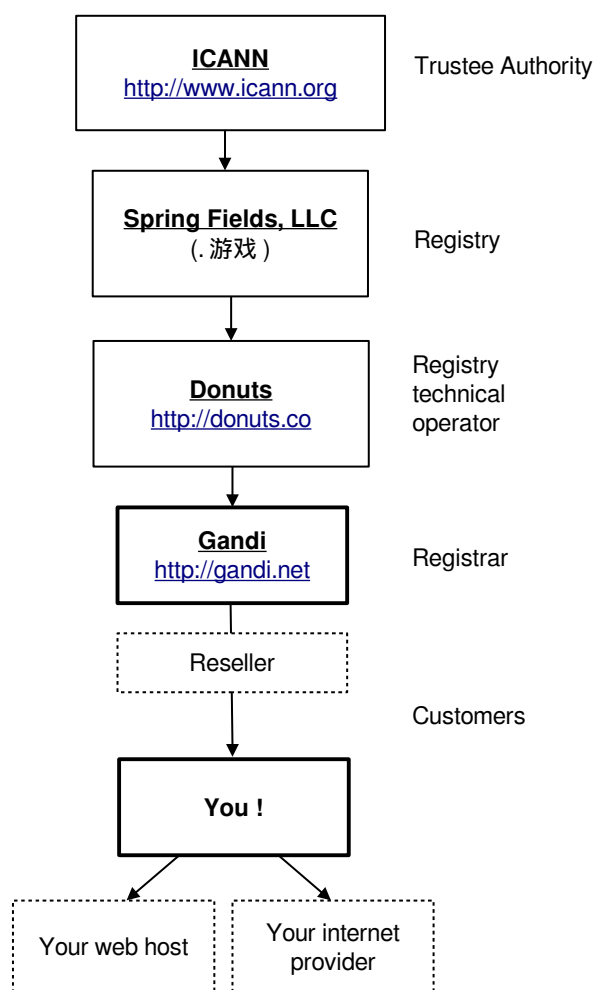 ICANN
http://www.icann.org
Trustee Authority
Spring Fields, LLC
(. 游戏 )
Registry
Donuts
http://donuts.co
Registry
technical
operator
Gandi
http://gandi.net
Registrar
Reseller
Customers
You !
Your web host
Your internet
provider